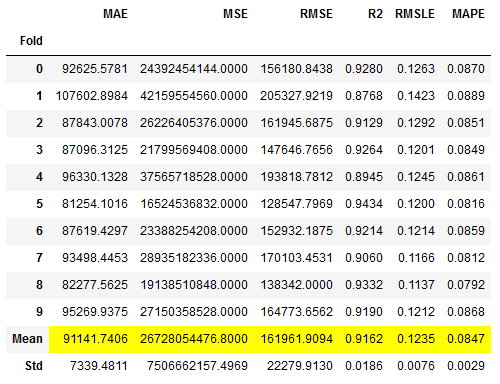 MAE MSE RMSE R2 RMSLE MAPE
Fold
0 92625.5781 24392454144.0000 156180.8438 0.9280 0.1263 0.0870
1 107602.8984 42159554560.0000 205327.9219 0.8768 0.1423 0.0889
2 87843.0078 26226405376.0000 161945.6875 0.9129 0.1292 0.0851
3 87096.3125 21799569408.0000 147646.7656 0.9264 0.1201 0.0849
4 96330.1328 37565718528.0000 193818.7812 0.8945 0.1245 0.0861
5 81254.1016 16524536832.0000 128547.7969 0.9434 0.1200 0.0816
6 87619.4297 23388254208.0000 152932.1875 0.9214 0.1214 0.0859
7 93498.4453 28935182336.0000 170103.4531 0.9060 0.1166 0.0812
8 82277.5625 19138510848.0000 138342.0000 0.9332 0.1137 0.0792
9 95269.9375 27150358528.0000 164773.6562 0.9190 0.1212 0.0868
Mean 91141.7406 26728054476.8000 161961.9094 0.9162 0.1235 0.0847
Std 7339.4811 7506662157.4969 22279.9130 0.0186 0.0076 0.0029